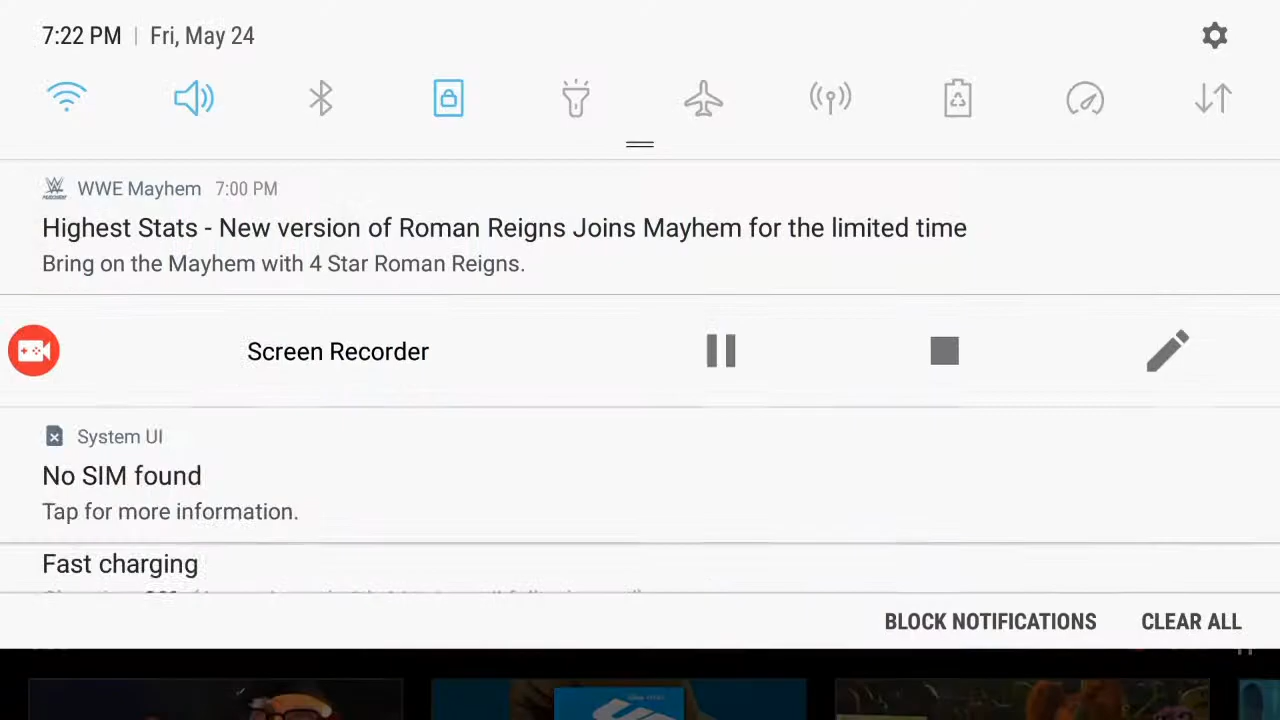 7:22 PM | Fri, May 24
WWE Mayhem 7:00 PM
Highest Stats - New version of Roman Reigns Joins Mayhem for the limited time
Bring on the Mayhem with 4 Star Roman Reigns.
Screen Recorder
System UI
No SIM found
Tap for more information.
Fast charging
BLOCK NOTIFICATIONS CLEAR ALL